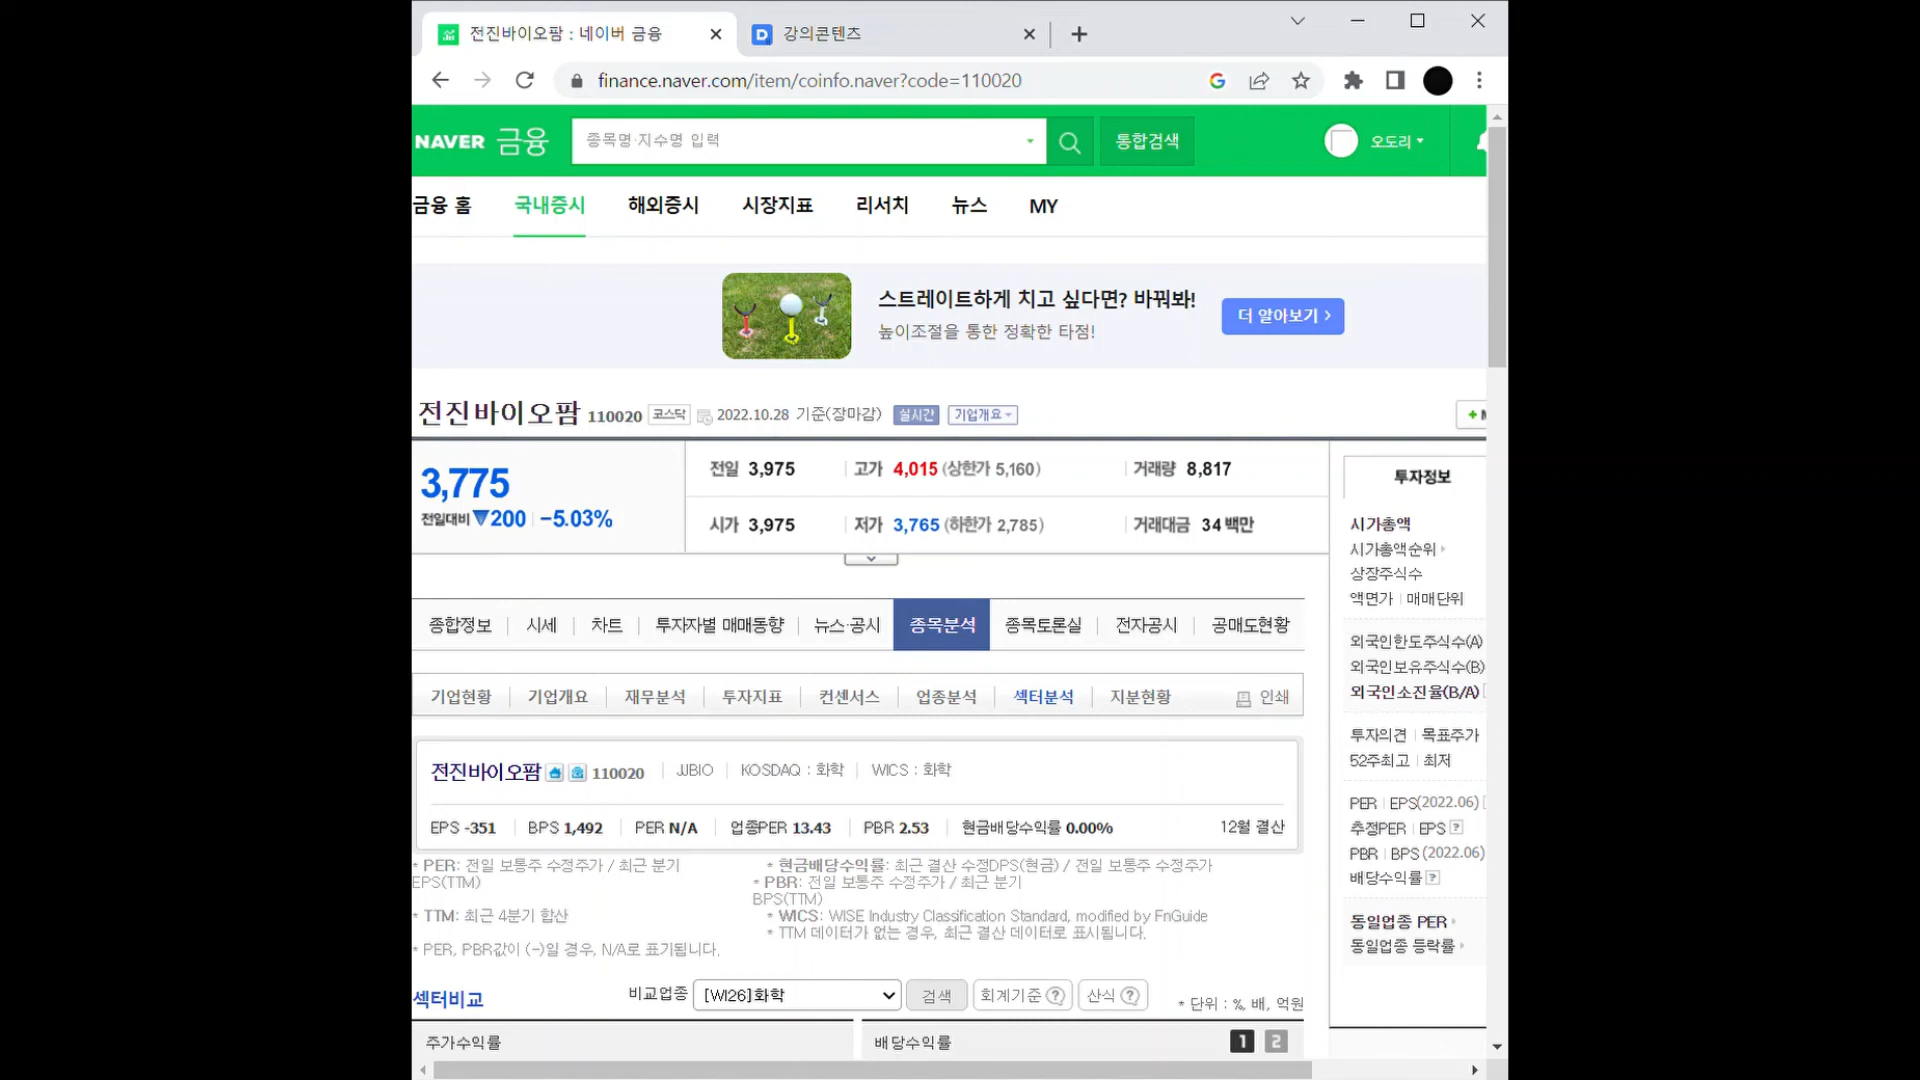 전진바이오팜 : 네이버 금융
강의콘텐츠
finance.naver.com/item/coinfo.naver?code=110020
NAVER 금융
종목명·지수명 입력
통합검색
오도리
금융 홈 국내증시 해외증시 시장지표 리서치 뉴스 MY
스트레이트하게 치고 싶다면? 바꿔봐!
높이조절을 통한 정확한 타점!
더 알아보기
전진바이오팜 110020 코스닥 2022.10.28 기준(장마감) 실시간 기업개요
3,775
전일대비 ▼200 -5.03%
전일 3,975 고가 4,015 (상한가 5,160) 거래량 8,817
시가 3,975 저가 3,765 (하한가 2,785) 거래대금 34 백만
종합정보 시세 차트 투자자별 매매동향 뉴스·공시 종목분석 종목토론실 전자공시 공매도현황
기업현황 기업개요 재무분석 투자지표 컨센서스 업종분석 섹터분석 지분현황 인쇄
전진바이오팜 110020 JJBIO KOSDAQ : 화학 WICS : 화학
EPS -351 BPS 1,492 PER N/A 업종PER 13.43 PBR 2.53 현금배당수익률 0.00% 12월 결산
* PER: 전일 보통주 수정주가 / 최근 분기
EPS(TTM)
* TTM: 최근 4분기 합산
* PER, PBR값이 (-)일 경우, N/A로 표기됩니다.
* 현금배당수익률: 최근 결산 수정DPS(현금) / 전일 보통주 수정주가
* PBR: 전일 보통주 수정주가 / 최근 분기
BPS(TTM)
* WICS: WISE Industry Classification Standard, modified by FnGuide
* TTM 데이터가 없는 경우, 최근 결산 데이터로 표시됩니다.
섹터비교
비교업종 [WI26]화학 검색 회계기준 ? 산식 ?
* 단위 : %, 배, 억원
주가수익률
배당수익률 1 2
투자정보
시가총액
시가총액순위
상장주식수
액면가 매매단위
외국인한도주식수(A)
외국인보유주식수(B)
외국인소진율(B/A)
투자의견 목표주가
52주최고 최저
PER EPS(2022.06)
추정PER EPS ?
PBR BPS (2022.06)
배당수익률 ?
동일업종 PER
동일업종 등락률